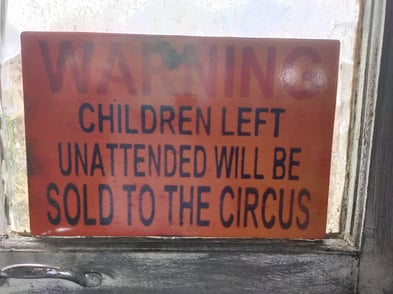 WARNING
CHILDREN LEFT
UNATTENDED WILL BE
SOLD TO THE CIRCUS